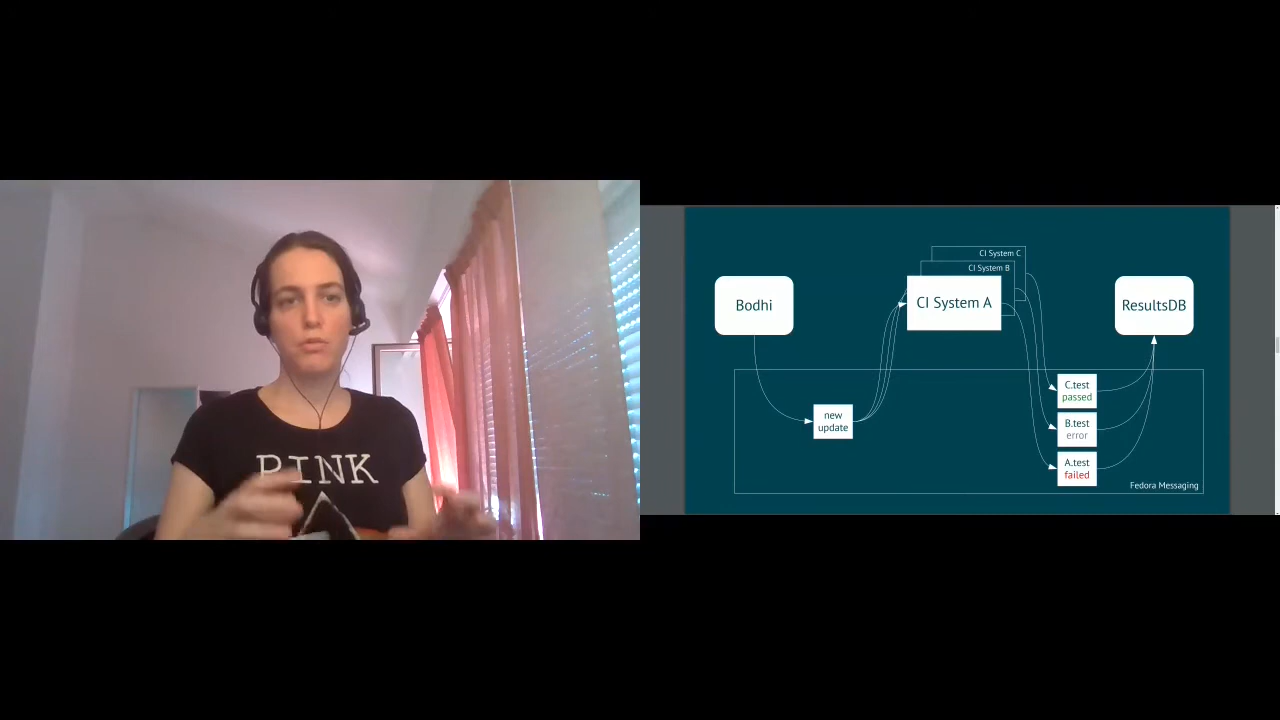 PINK
CI System C
CI System B
CI System A
Bodhi
ResultsDB
new
update
C.test
passed
B.test
error
A.test
failed
Fedora Messaging